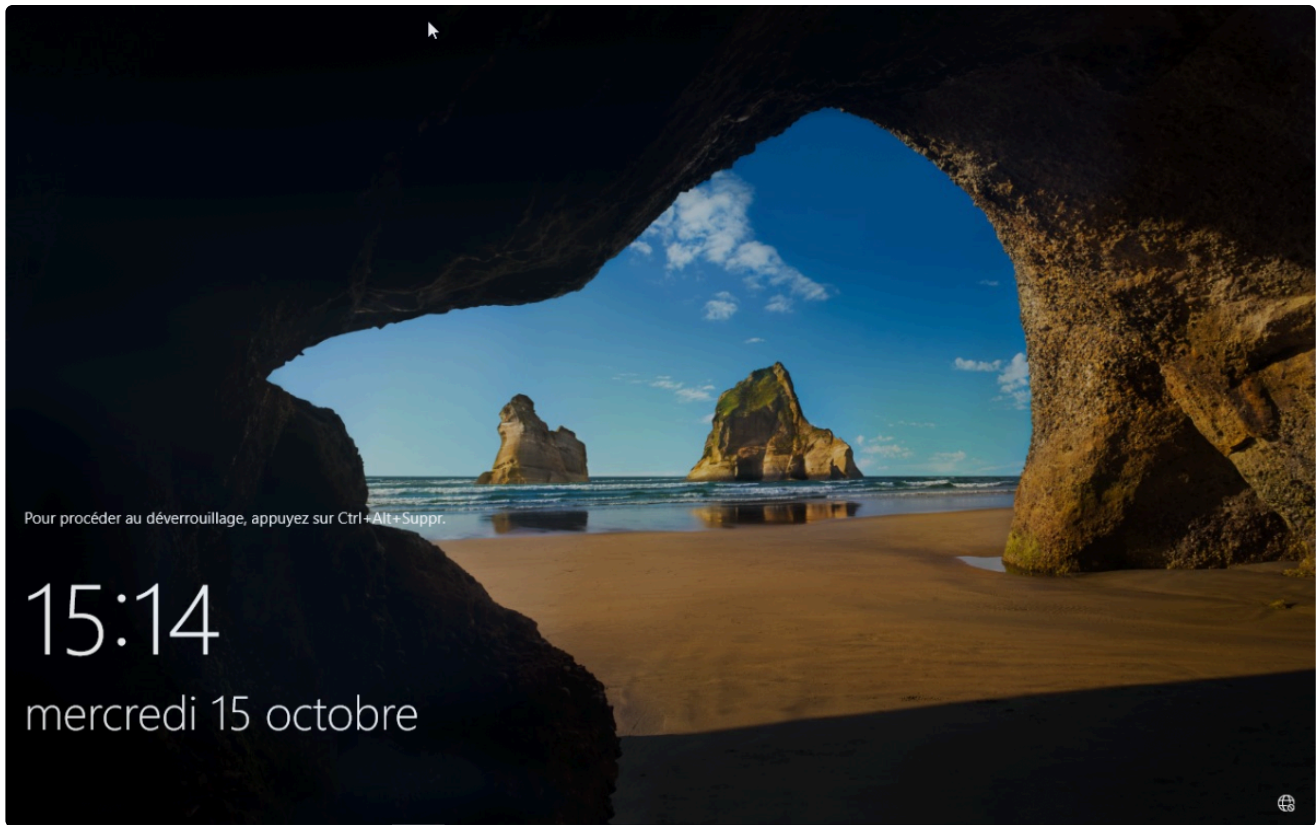 Pour procéder au déverrouillage, appuyez sur Ctrl+Alt+Suppr.
15:14
mercredi 15 octobre